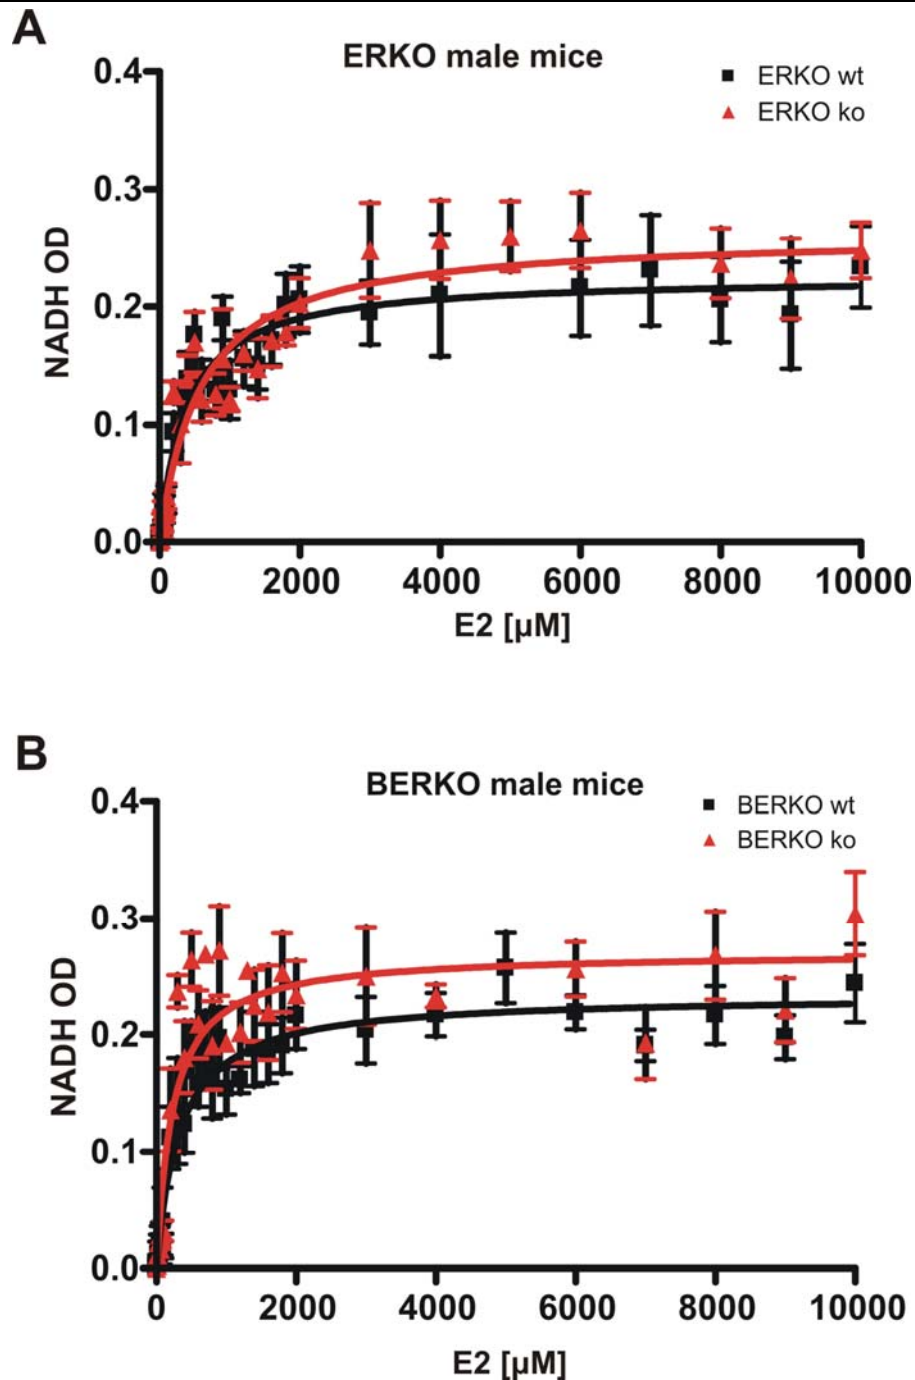 A
ERKO male mice
ERKO wt
ERKO ko
0.4
0.3
0.2
0.1
0.0
NADH OD
0 2000 4000 6000 8000 10000
E2 [µM]
B
BERKO male mice
BERKO wt
BERKO ko
0.4
0.3
0.2
0.1
0.0
NADH OD
0 2000 4000 6000 8000 10000
E2 [µM]